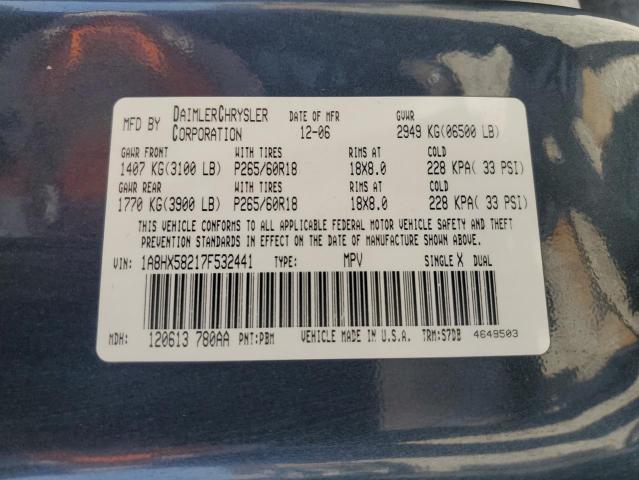 MFD BY DAIMLERCHRYSLER CORPORATION DATE OF MFR 12-06 GVWR 2949 KG(06500 LB)
GAWR FRONT WITH TIRES RIMS AT COLD
1407 KG(3100 LB) P265/60R18 18X8.0 228 KPA( 33 PSI)
GAWR REAR WITH TIRES RIMS AT COLD
1770 KG(3900 LB) P265/60R18 18X8.0 228 KPA( 33 PSI)
THIS VEHICLE CONFORMS TO ALL APPLICABLE FEDERAL MOTOR VEHICLE SAFETY AND THEFT
PREVENTION STANDARDS IN EFFECT ON THE DATE OF MANUFACTURE SHOWN ABOVE.
VIN: 1A8HX58217F532441 TYPE: MPV SINGLE X DUAL
MDH: 120613 780AA PNT:PBM VEHICLE MADE IN U.S.A. TRM:S7DB 4649503